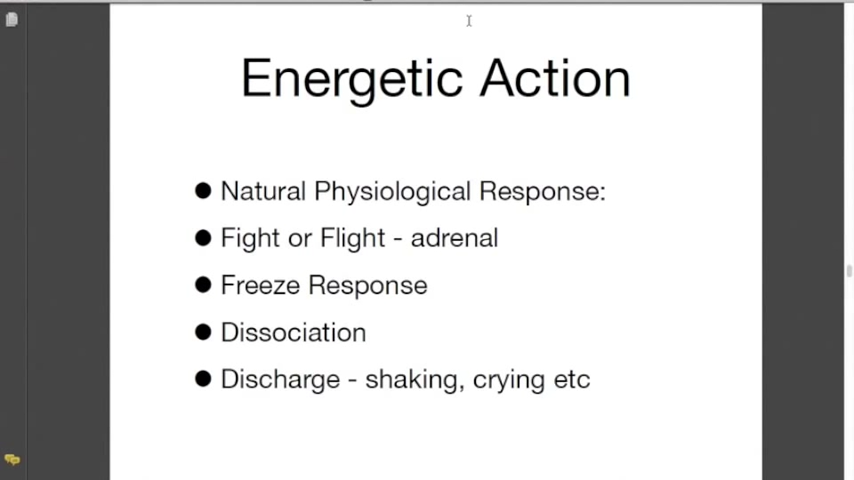 Energetic Action
● Natural Physiological Response:
● Fight or Flight - adrenal
● Freeze Response
● Dissociation
● Discharge - shaking, crying etc